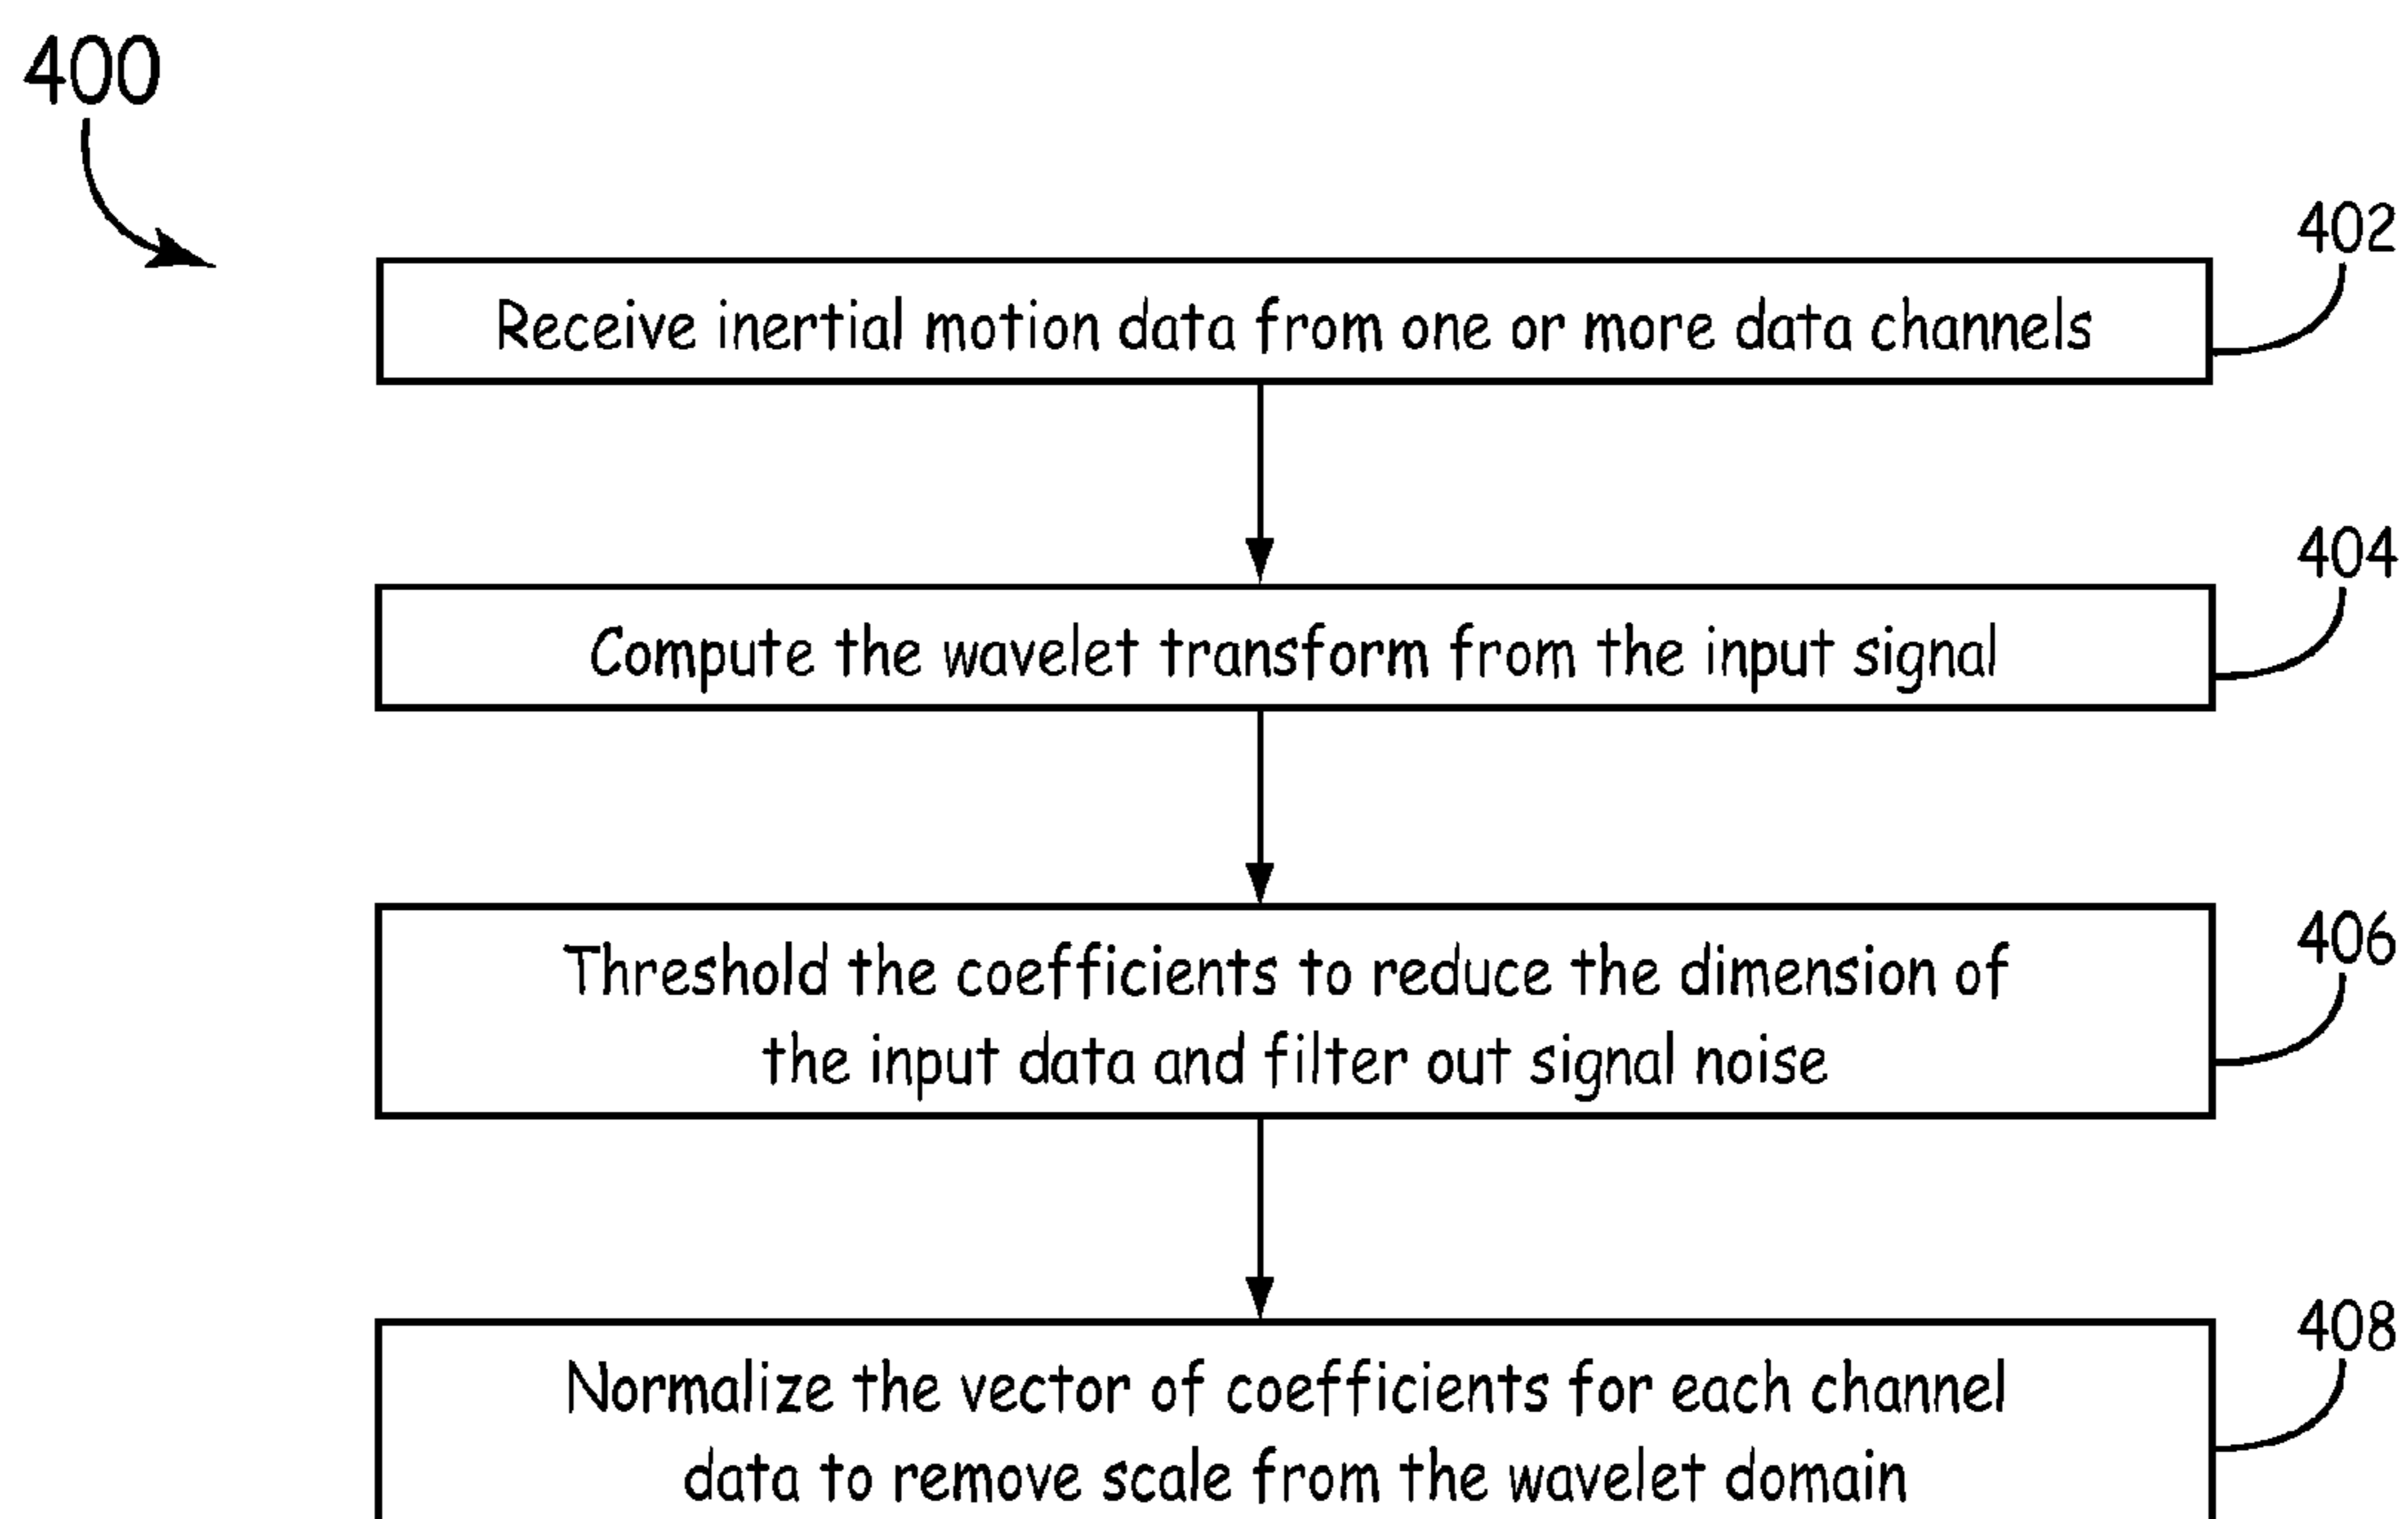 400
402
Receive inertial motion data from one or more data channels
404
Compute the wavelet transform from the input signal
406
Threshold the coefficients to reduce the dimension of
the input data and filter out signal noise
408
Normalize the vector of coefficients for each channel
data to remove scale from the wavelet domain